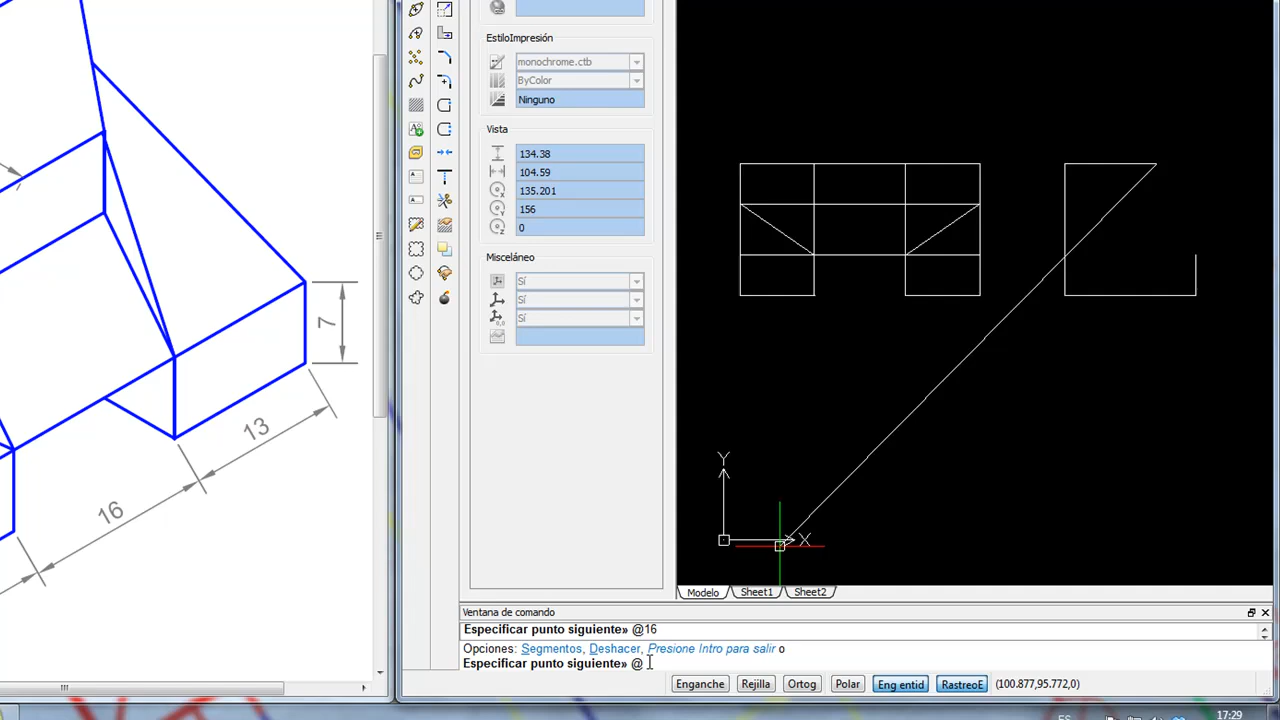 EstiloImpresión
monochrome.ctb
ByColor
Ninguno
Vista
134.38
104.59
135.201
156
0
Misceláneo
Sí
Sí
Sí
7
13
16
Y
X
Modelo
Sheet1
Sheet2
Ventana de comando
Especificar punto siguiente» @16
Opciones: Segmentos, Deshacer, Presione Intro para salir o
Especificar punto siguiente» @
Enganche
Rejilla
Ortog
Polar
Eng entid
RastreoE
(100.877,95.772,0)
ES
17:29